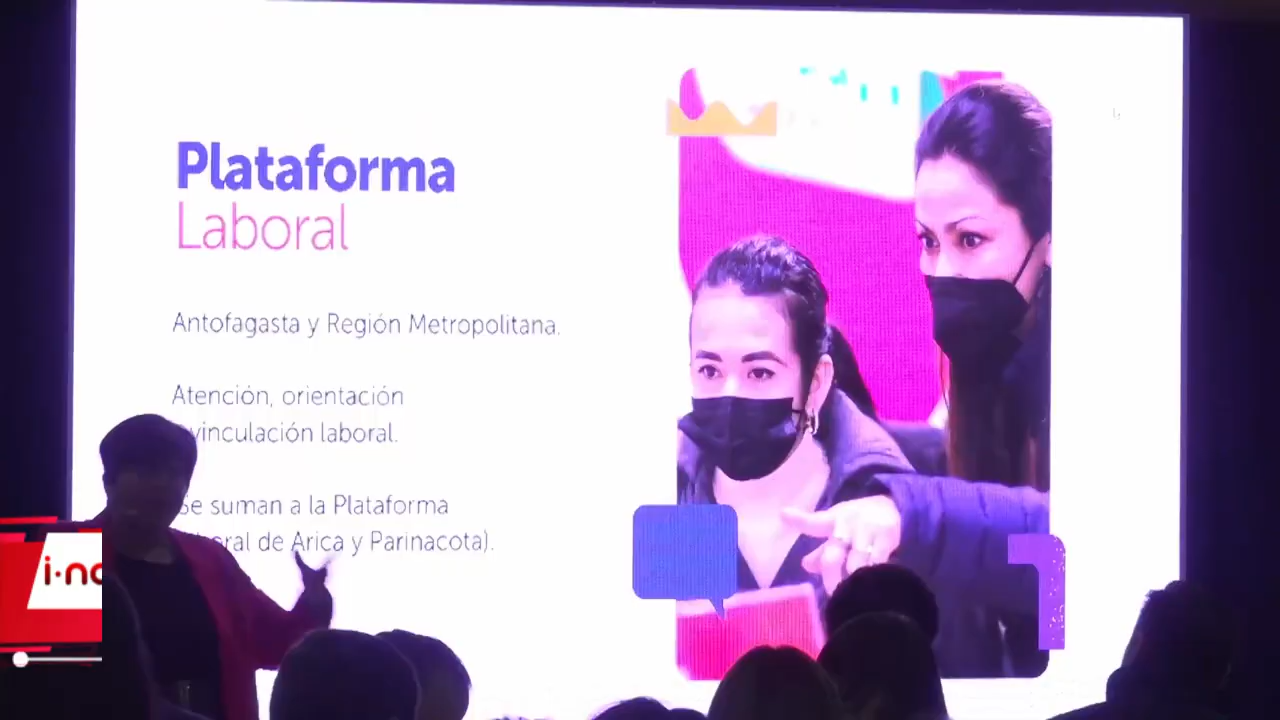 Plataforma
Laboral
Antofagasta y Región Metropolitana.
Atención, orientación
vinculación laboral.
Se suman a la Plataforma
de Arica y Parinacota).